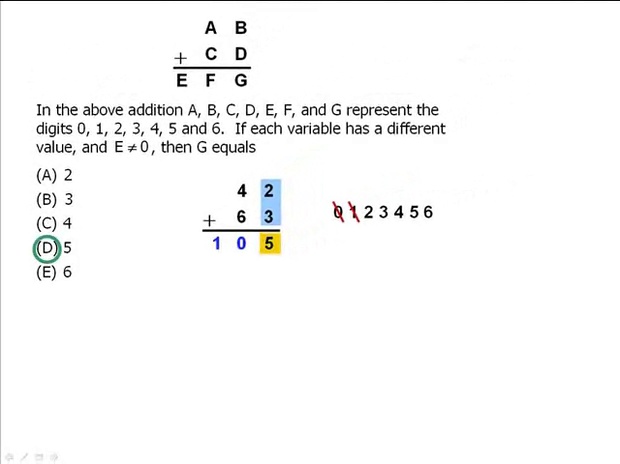 A B
+ C D
E F G
In the above addition A, B, C, D, E, F, and G represent the
digits 0, 1, 2, 3, 4, 5 and 6. If each variable has a different
value, and E ≠ 0, then G equals
(A) 2
(B) 3
(C) 4
(D) 5
(E) 6
4 2
+ 6 3
1 0 5
0 1 2 3 4 5 6